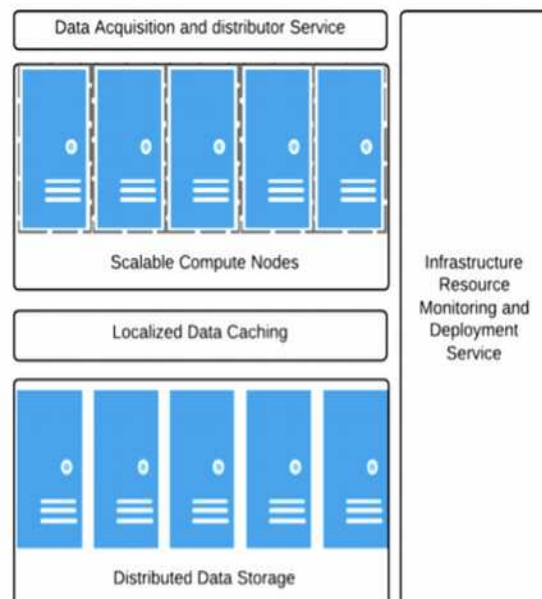 Data Acquisition and distributor Service
Scalable Compute Nodes
Localized Data Caching
Distributed Data Storage
Infrastructure
Resource
Monitoring and
Deployment
Service